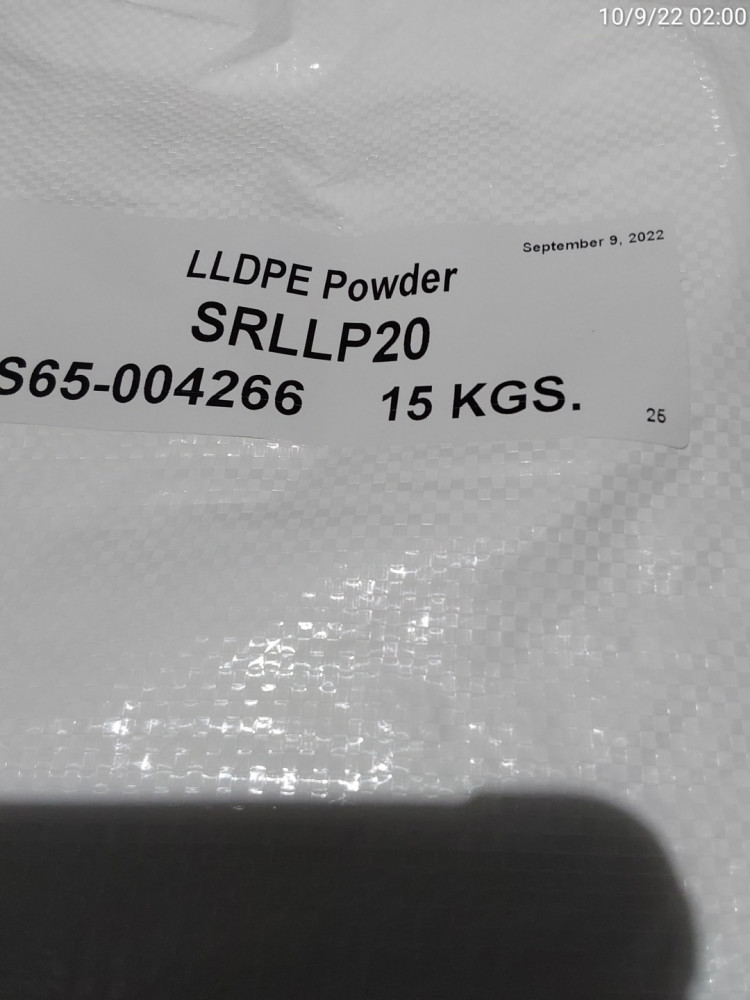 10/9/22 02:00
September 9, 2022
LLDPE Powder
SRLLP20
S65-004266 15 KGS.
25